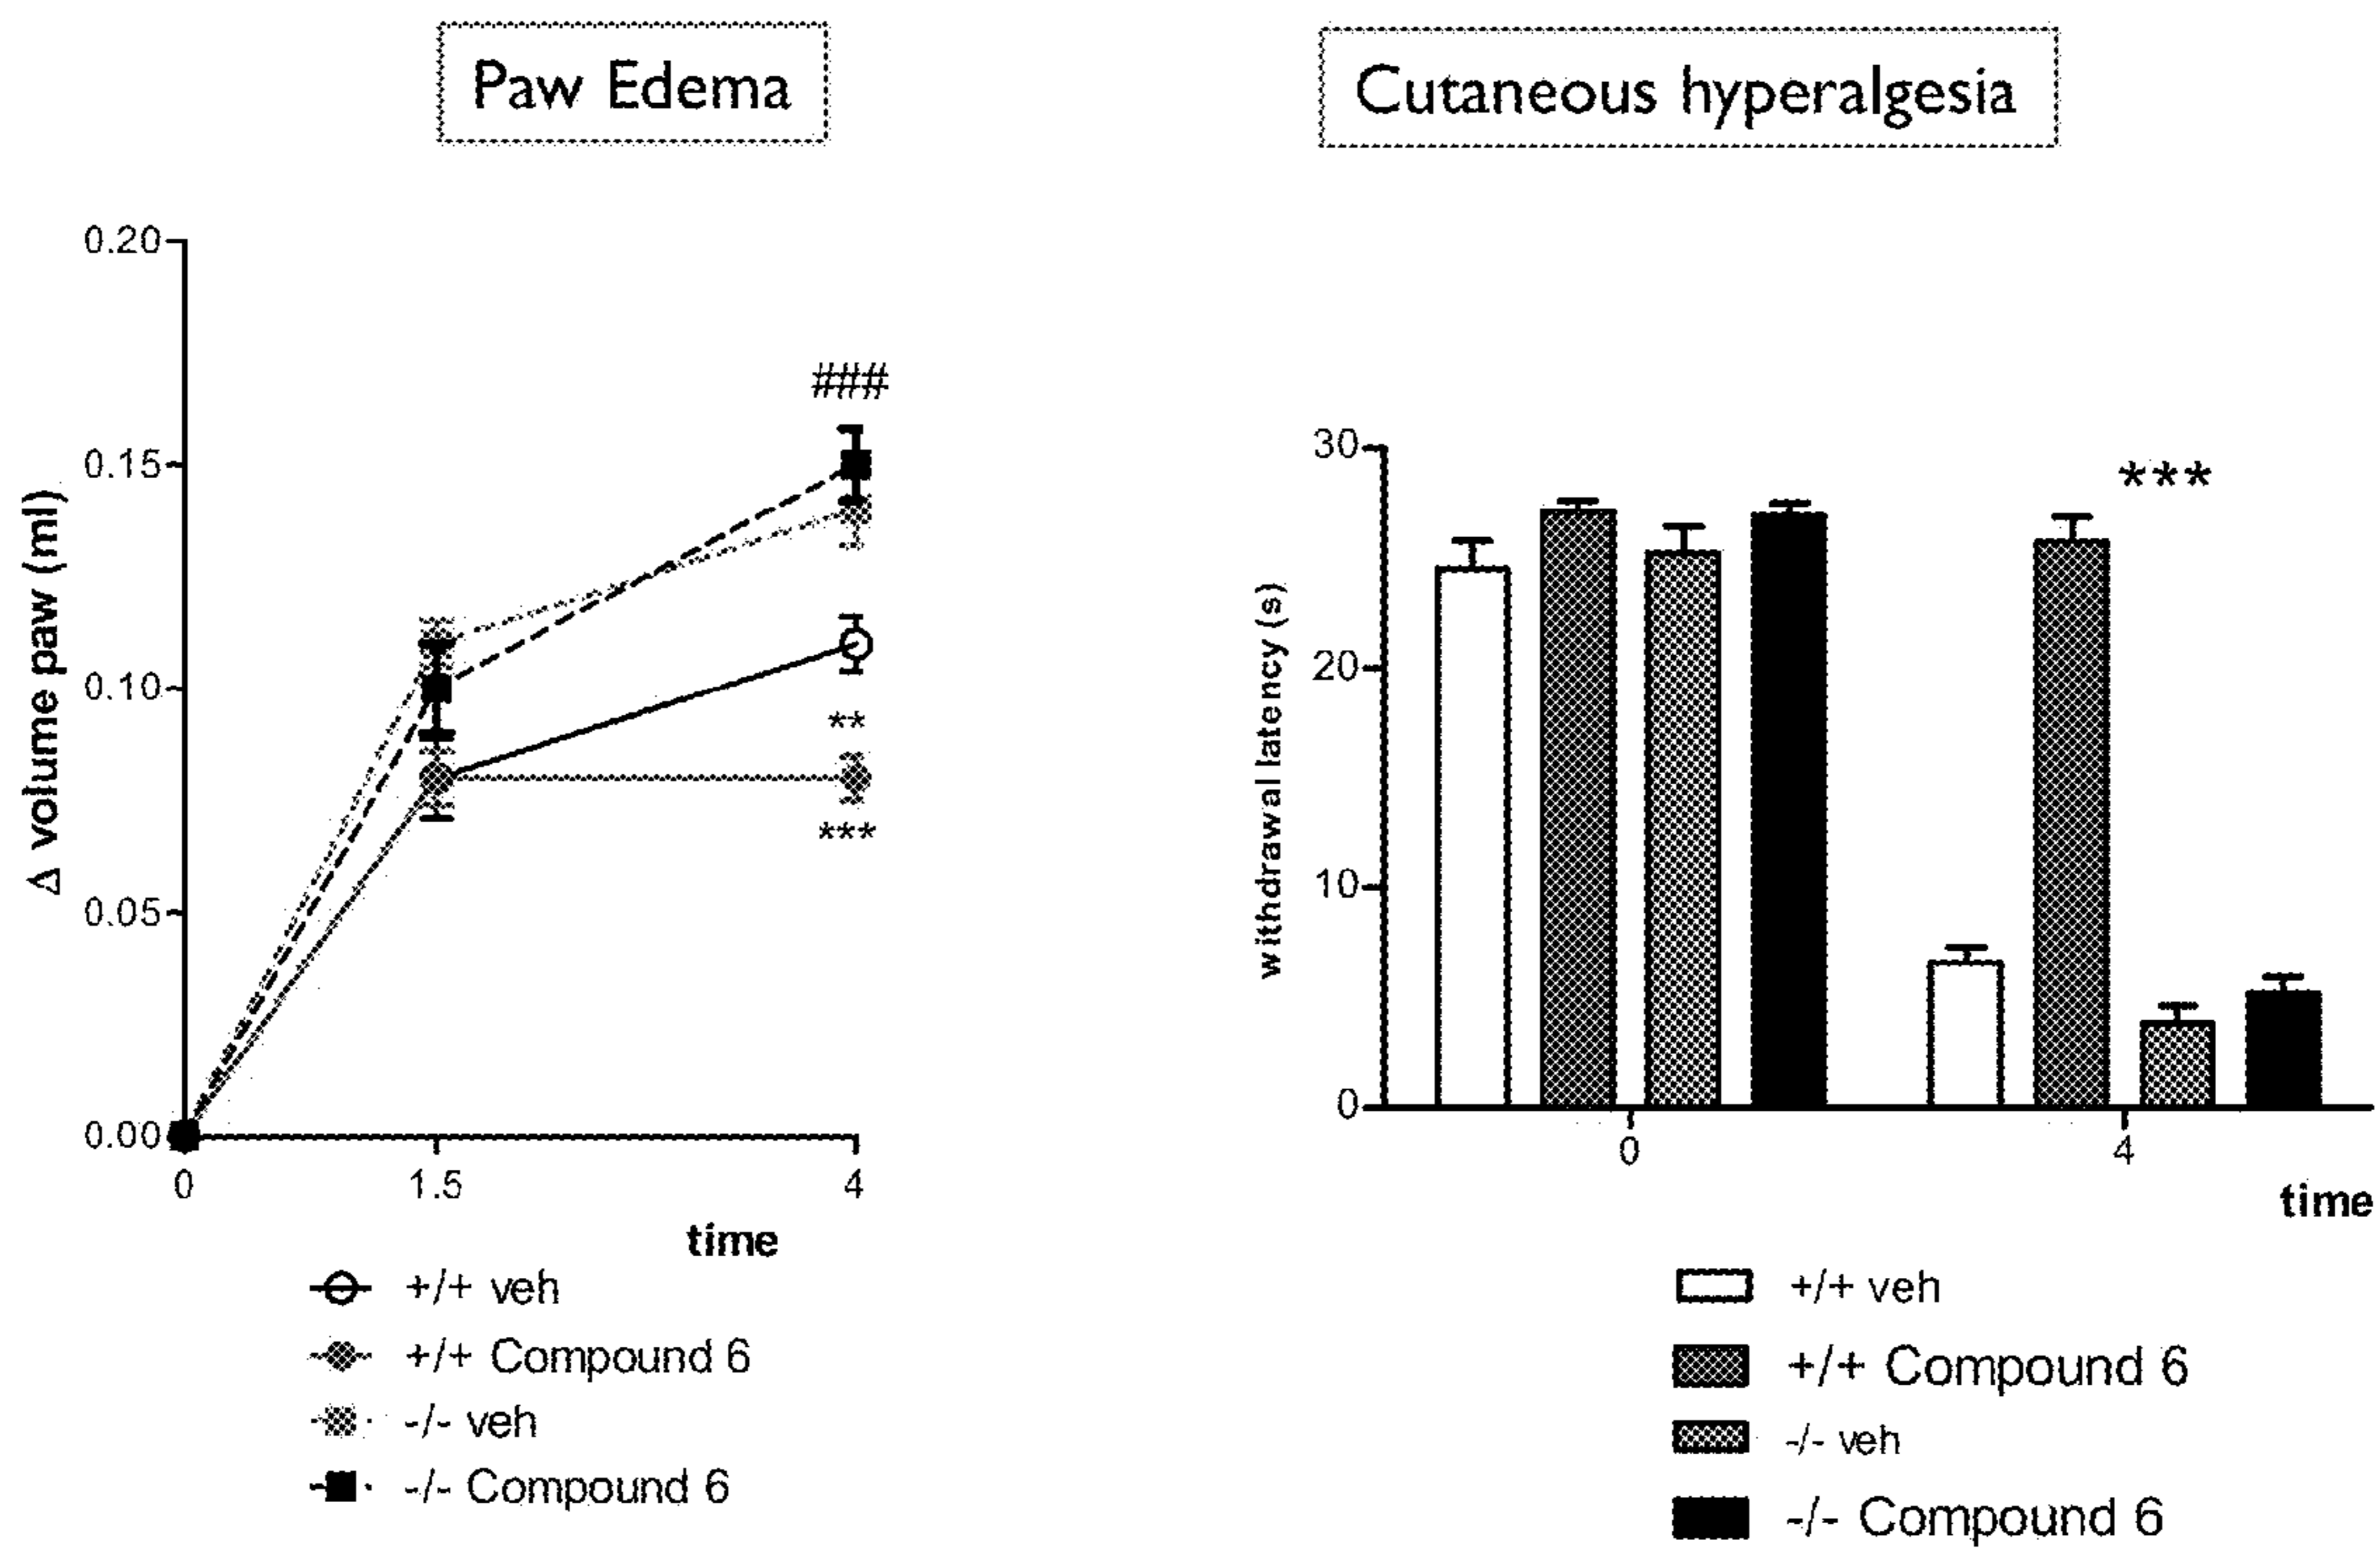 Paw Edema
0.20
0.15
0.10
0.05
0.00
Δ volume paw (ml)
###
**
***
0
1.5
4
time
+/+ veh
+/+ Compound 6
-/- veh
-/- Compound 6
Cutaneous hyperalgesia
30
20
10
0
withdrawal latency (s)
***
0
4
time
+/+ veh
+/+ Compound 6
-/- veh
-/- Compound 6